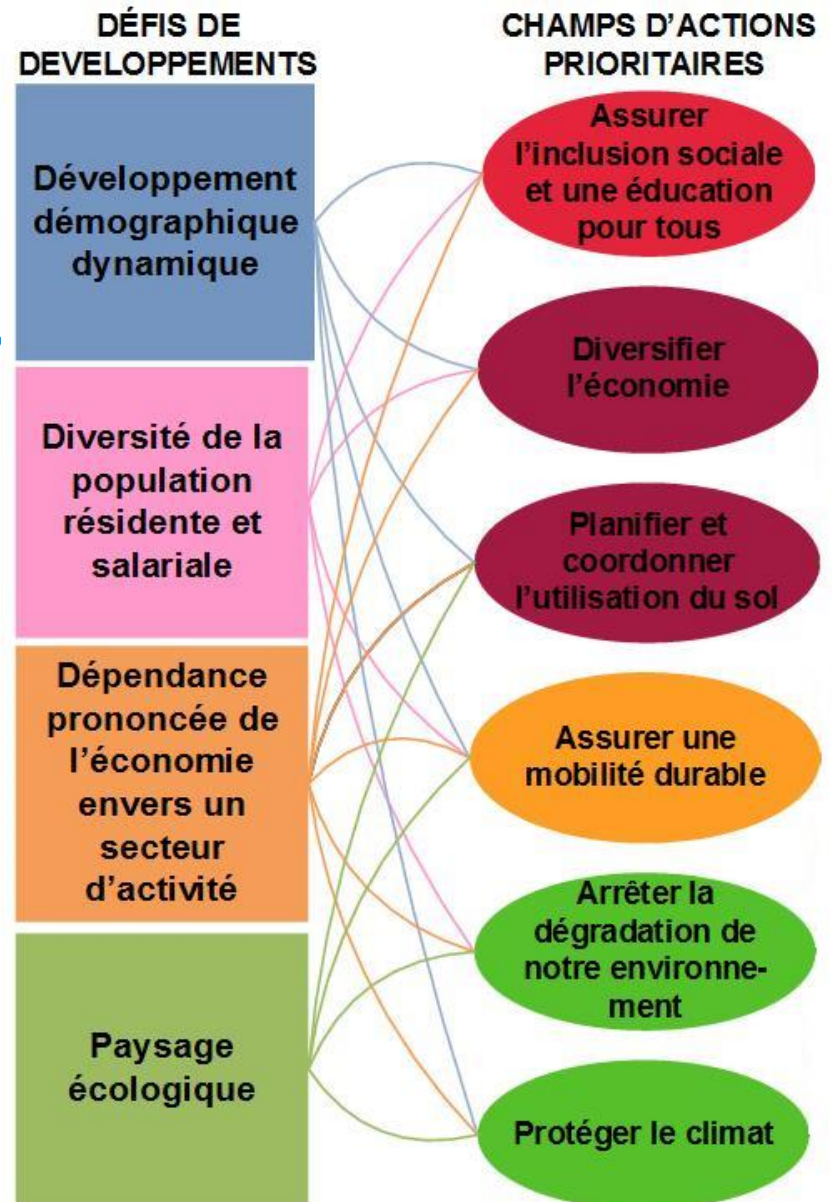 DÉFIS DE
DEVELOPPEMENTS
Développement
démographique
dynamique
Diversité de la
population
résidente et
salariale
Dépendance
prononcée de
l'économie
envers un
secteur
d'activité
Paysage
écologique
CHAMPS D'ACTIONS
PRIORITAIRES
Assurer
l'inclusion sociale
et une éducation
pour tous
Diversifier
l'économie
Planifier et
coordonner
l'utilisation du sol
Assurer une
mobilité durable
Arrêter la
dégradation de
notre environne-
ment
Protéger le climat